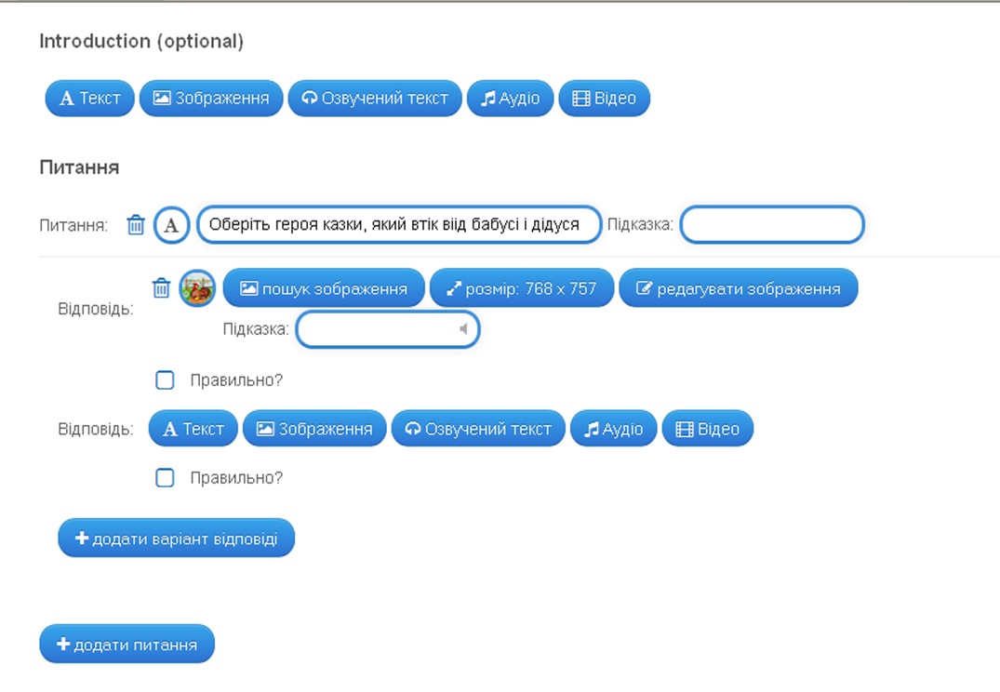 Introduction (optional)
A Текст Зображення Озвучений текст Аудіо Відео
Питання
Питання: A Оберіть героя казки, який втік віід бабусі і дідуся Підказка:
пошук зображення розмір: 768 x 757 редагувати зображення
Відповідь:
Підказка:
Правильно?
Відповідь: A Текст Зображення Озвучений текст Аудіо Відео
Правильно?
+ додати варіант відповіді
+ додати питання